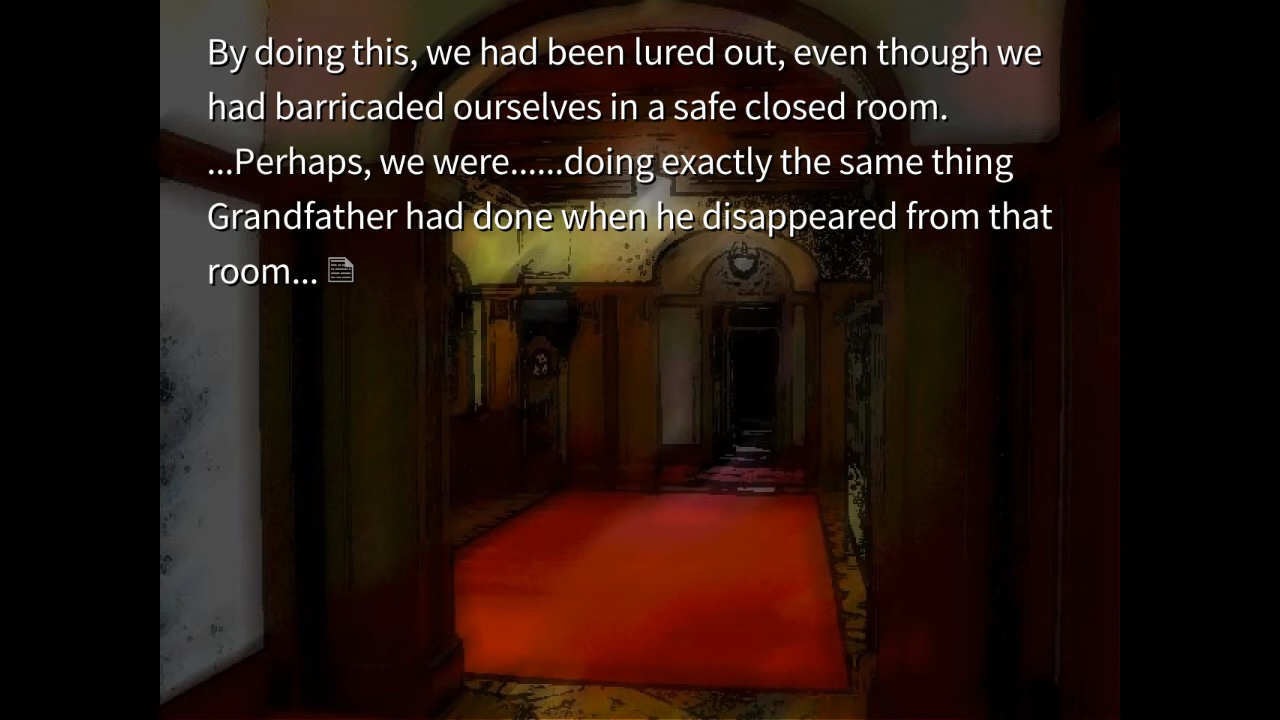 By doing this, we had been lured out, even though we
had barricaded ourselves in a safe closed room.
...Perhaps, we were......doing exactly the same thing
Grandfather had done when he disappeared from that
room...